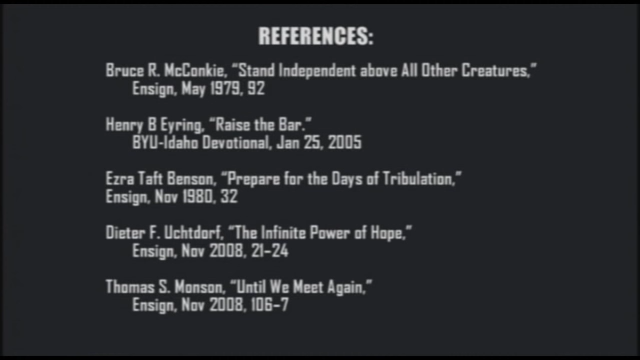 REFERENCES:
Bruce R. McConkie, “Stand Independent above All Other Creatures,”
Ensign, May 1979, 92
Henry B Eyring, “Raise the Bar.”
BYU-Idaho Devotional, Jan 25, 2005
Ezra Taft Benson, “Prepare for the Days of Tribulation,”
Ensign, Nov 1980, 32
Dieter F. Uchtdorf, “The Infinite Power of Hope,”
Ensign, Nov 2008, 21–24
Thomas S. Monson, “Until We Meet Again,”
Ensign, Nov 2008, 106–7